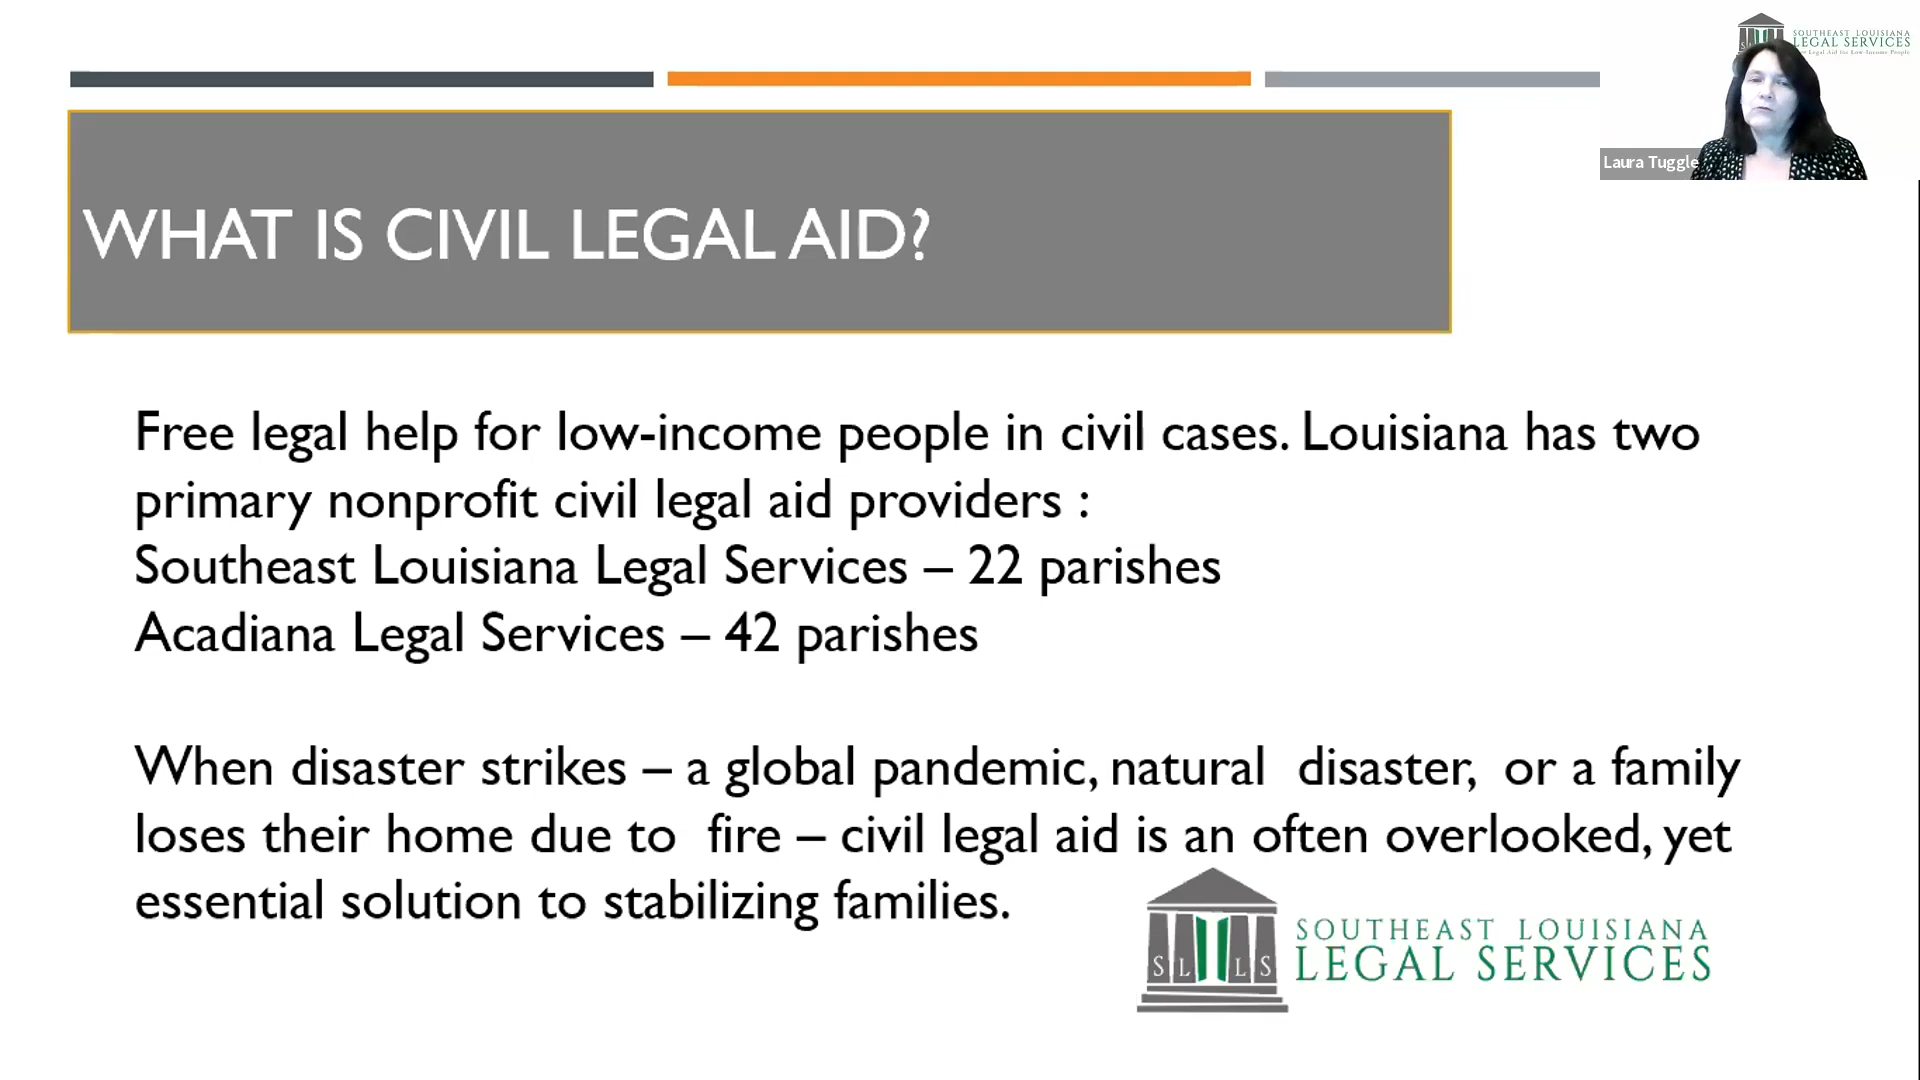 SOUTHEAST LOUISIANA
LEGAL SERVICES
Legal Aid for Low Income People
Laura Tuggle
WHAT IS CIVIL LEGAL AID?
Free legal help for low-income people in civil cases. Louisiana has two
primary nonprofit civil legal aid providers :
Southeast Louisiana Legal Services – 22 parishes
Acadiana Legal Services – 42 parishes
When disaster strikes – a global pandemic, natural disaster, or a family
loses their home due to fire – civil legal aid is an often overlooked, yet
essential solution to stabilizing families.
SLLS
SOUTHEAST LOUISIANA
LEGAL SERVICES